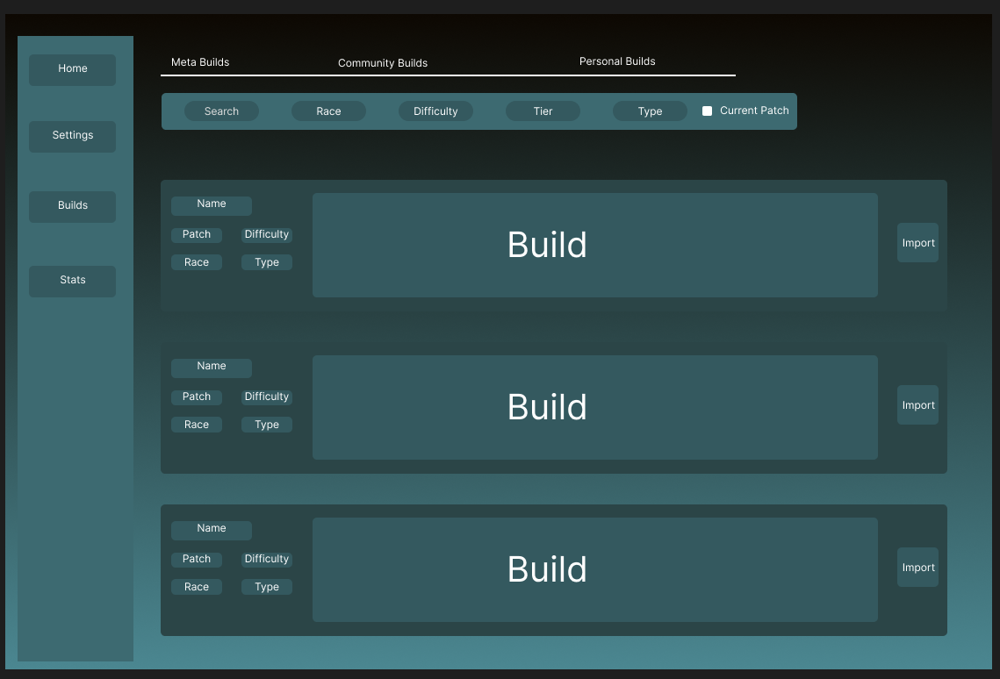 Home
Settings
Builds
Stats
Meta Builds Community Builds Personal Builds
Search Race Difficulty Tier Type Current Patch
Name
Patch Difficulty
Race Type
Build
Import
Name
Patch Difficulty
Race Type
Build
Import
Name
Patch Difficulty
Race Type
Build
Import